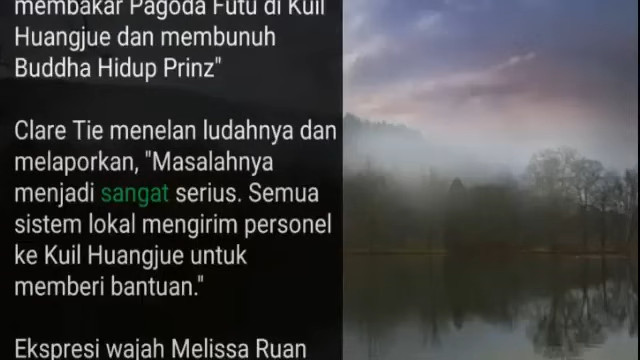 membakar Pagoda Futu di Kuil
Huangjue dan membunuh
Buddha Hidup Prinz"
Clare Tie menelan ludahnya dan
melaporkan, "Masalahnya
menjadi sangat serius. Semua
sistem lokal mengirim personel
ke Kuil Huangjue untuk
memberi bantuan."
Ekspresi wajah Melissa Ruan